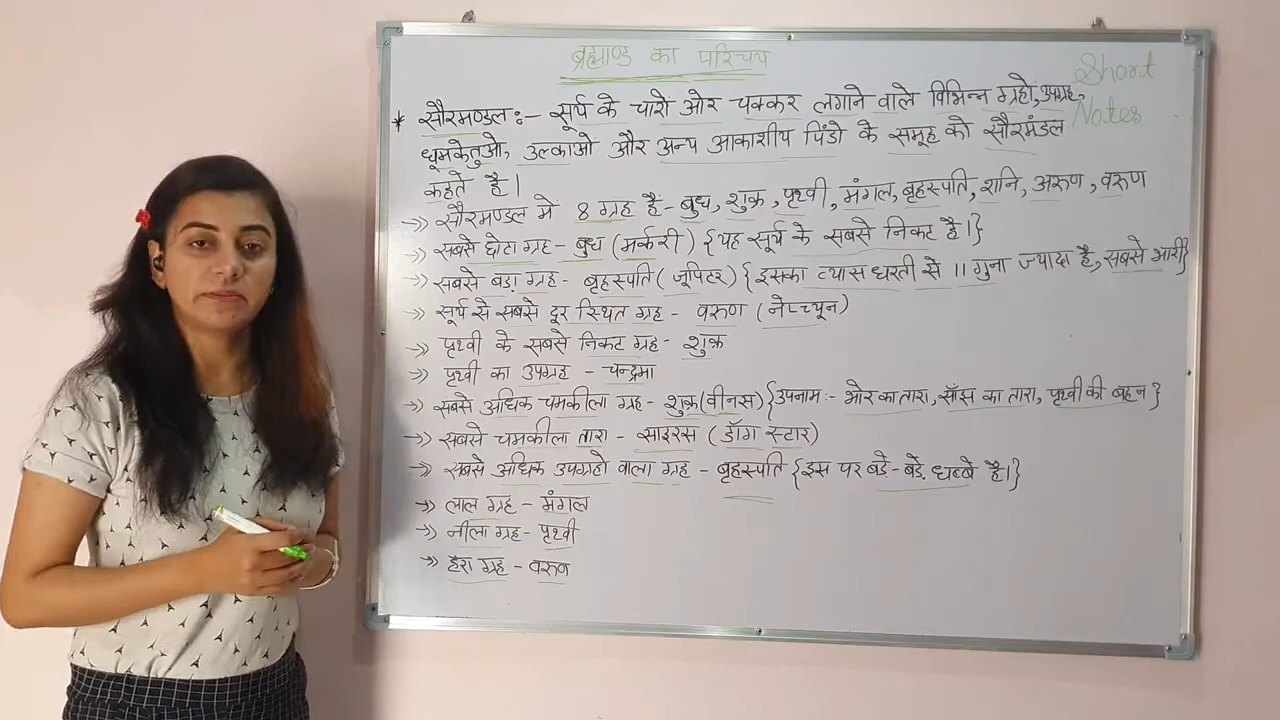 ब्रह्माण्ड का परिचय
Short
Notes
* सौरमण्डल :- सूर्य के चारों ओर चक्कर लगाने वाले विभिन्न ग्रहो, उपग्रह,
धूमकेतुओ, उल्काओं और अन्य आकाशीय पिंडो के समूह को सौरमंडल
कहते है।
->> सौरमण्डल मे 8 ग्रह है - बुध, शुक्र, पृथ्वी, मंगल, बृहस्पति, शनि, अरुण, वरुण
->> सबसे छोटा ग्रह - बुध (मर्करी) {यह सूर्य के सबसे निकट है।}
->> सबसे बड़ा ग्रह - बृहस्पति (जूपिटर) {इसका व्यास धरती से 11 गुना ज्यादा है, सबसे भारी}
->> सूर्य से सबसे दूर स्थित ग्रह - वरुण (नेप्च्यून)
->> पृथ्वी के सबसे निकट ग्रह - शुक्र
->> पृथ्वी का उपग्रह - चन्द्रमा
->> सबसे अधिक चमकीला ग्रह - शुक्र (वीनस) {उपनाम :- भोर का तारा, साँझ का तारा, पृथ्वी की बहन}
->> सबसे चमकीला तारा - साइरस (डॉग स्टार)
->> सबसे अधिक उपग्रहो वाला ग्रह - बृहस्पति {इस पर बड़े-बड़े धब्बे है।}
->> लाल ग्रह - मंगल
->> नीला ग्रह - पृथ्वी
->> हरा ग्रह - वरुण